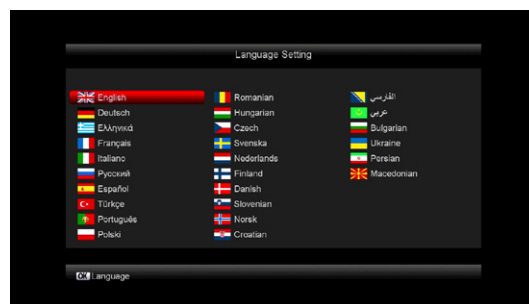 Language Setting
English
Deutsch
Ελληνικά
Français
Italiano
Русский
Español
Türkçe
Português
Polski
Romanian
Hungarian
Czech
Svenska
Nederlands
Finland
Danish
Slovenian
Norsk
Croatian
الفارسي
عربي
Bulgarian
Ukraine
Persian
Macedonian
OK Language